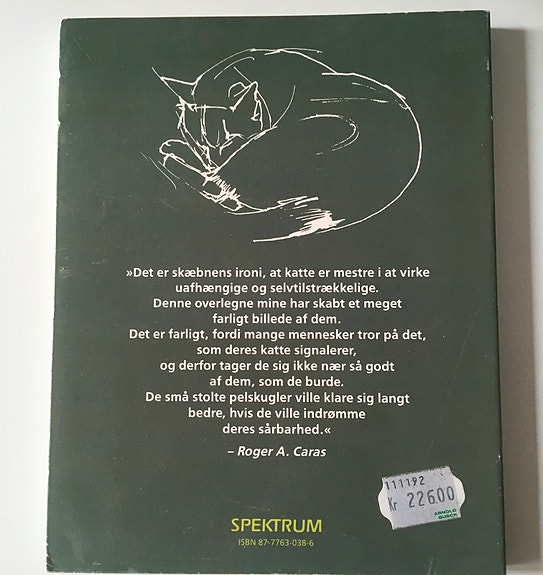 »Det er skæbnens ironi, at katte er mestre i at virke
uafhængige og selvtilstrækkelige.
Denne overlegne mine har skabt et meget
farligt billede af dem.
Det er farligt, fordi mange mennesker tror på det,
som deres katte signalerer,
og derfor tager de sig ikke nær så godt
af dem, som de burde.
De små stolte pelskugler ville klare sig langt
bedre, hvis de ville indrømme
deres sårbarhed.«
– Roger A. Caras
111192
Kr 226.00
ARNOLD
BUSCK
SPEKTRUM
ISBN 87-7763-038-6